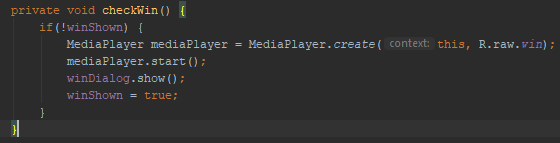 private void checkWin() {
if(!winShown) {
MediaPlayer mediaPlayer = MediaPlayer.create( context: this, R.raw.win);
mediaPlayer.start();
winDialog.show();
winShown = true;
}
}